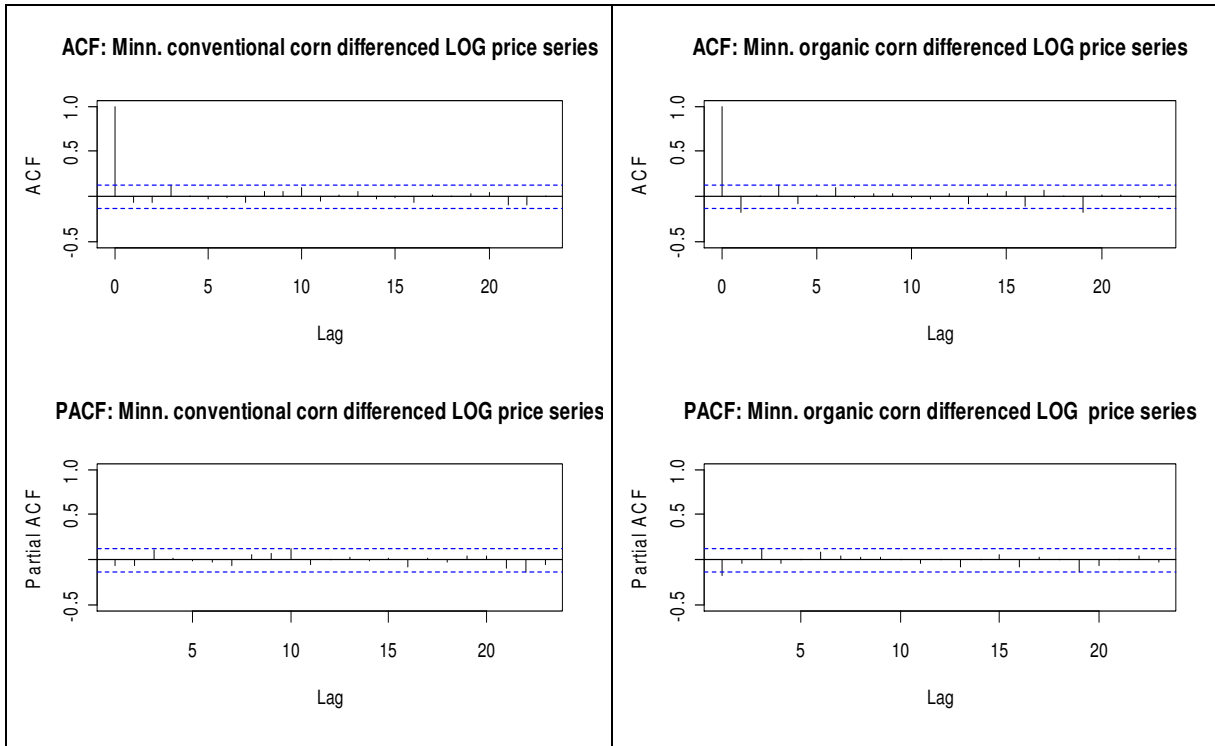 ACF: Minn. conventional corn differenced LOG price series
ACF
1.0
0.5
-0.5
0 5 10 15 20
Lag
ACF: Minn. organic corn differenced LOG price series
ACF
1.0
0.5
-0.5
0 5 10 15 20
Lag
PACF: Minn. conventional corn differenced LOG price series
Partial ACF
1.0
0.5
-0.5
5 10 15 20
Lag
PACF: Minn. organic corn differenced LOG price series
Partial ACF
1.0
0.5
-0.5
5 10 15 20
Lag